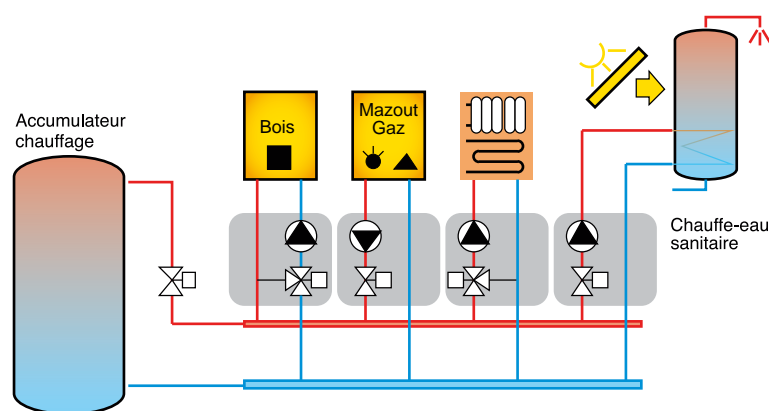 Accumulateur
chauffage
Bois
Mazout
Gaz
Chauffe-eau
sanitaire